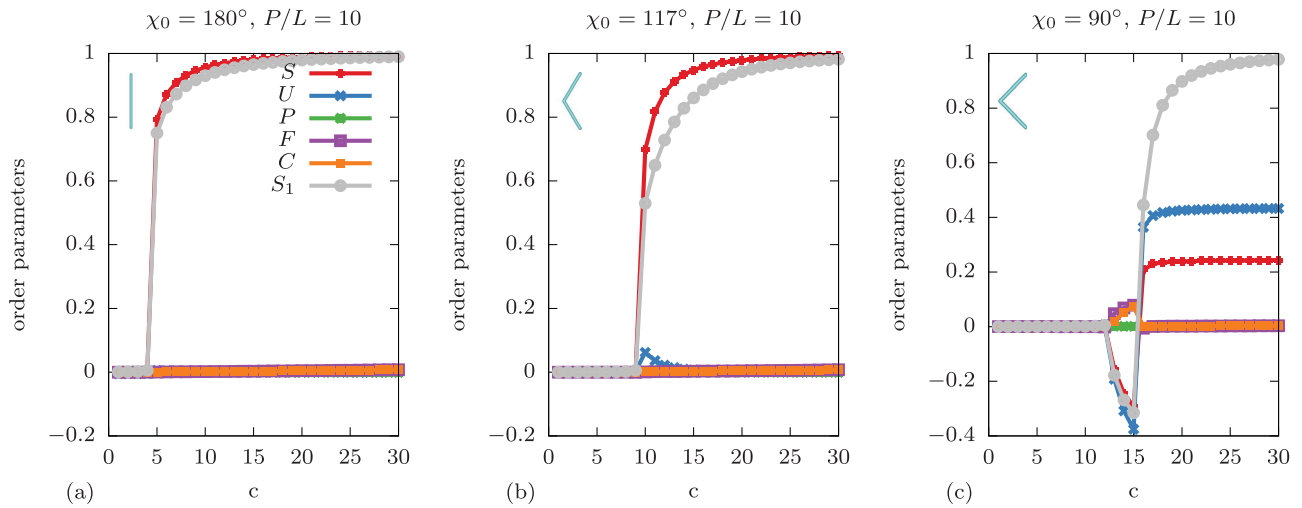 χ₀ = 180°, P/L = 10
order parameters
1
0.8
0.6
0.4
0.2
0
−0.2
0 5 10 15 20 25 30
S
U
P
F
C
S₁
(a)
c
χ₀ = 117°, P/L = 10
order parameters
1
0.8
0.6
0.4
0.2
0
−0.2
0 5 10 15 20 25 30
(b)
c
χ₀ = 90°, P/L = 10
order parameters
1
0.8
0.6
0.4
0.2
0
−0.2
−0.4
0 5 10 15 20 25 30
(c)
c